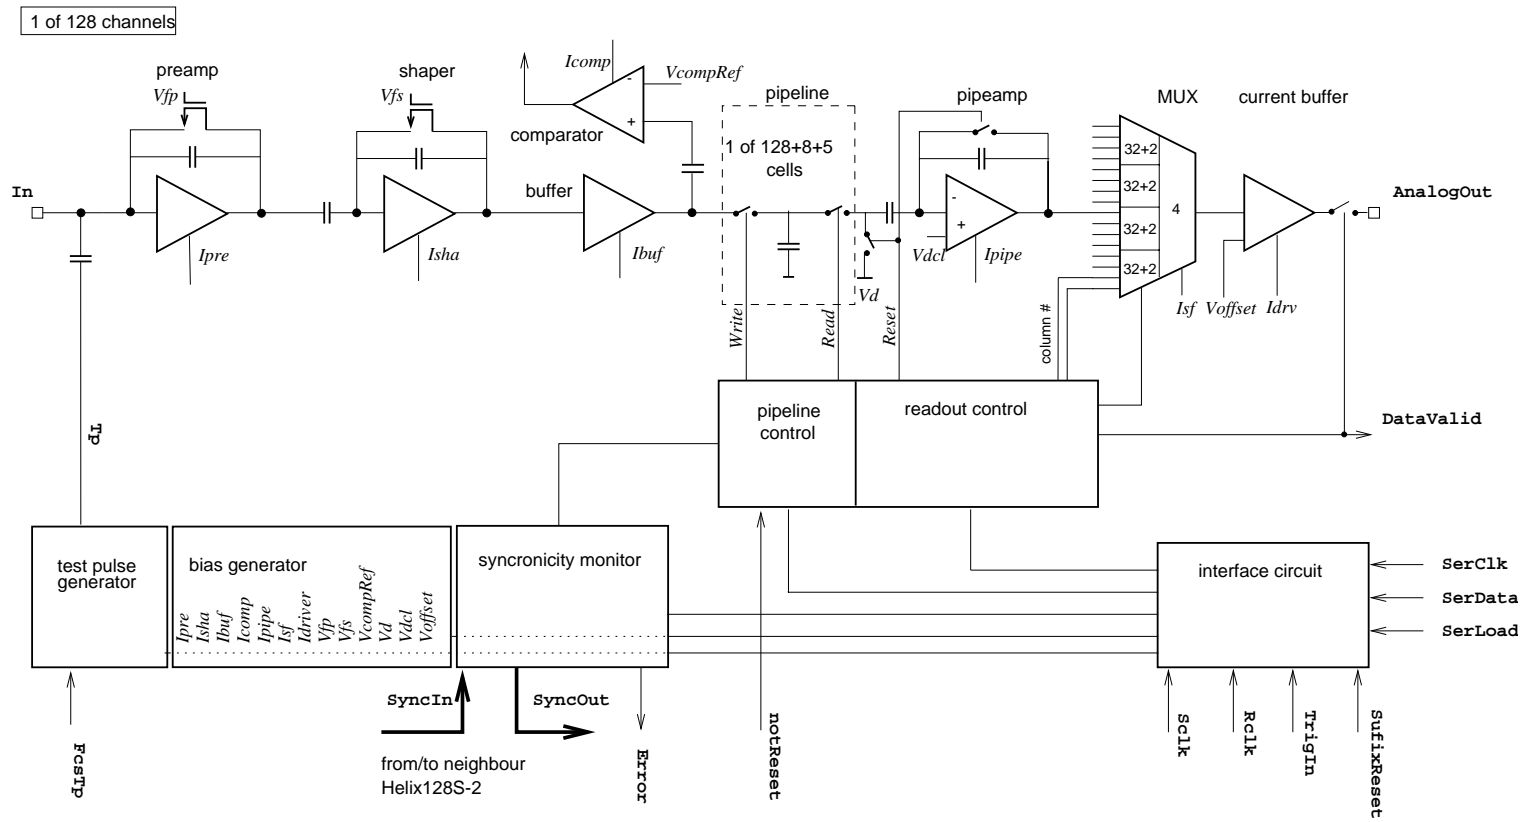 1 of 128 channels
preamp
Vfp
shaper
Vfs
Icomp
VcompRef
-
+
comparator
pipeline
1 of 128+8+5
cells
pipeamp
MUX
current buffer
32+2
32+2
32+2
32+2
4
In
buffer
-
+
AnalogOut
Ipre
Isha
Ibuf
Vdcl
Ipipe
Vd
Isf
Voffset
Idrv
Write
Read
Reset
column #
pipeline
control
readout control
DataValid
Tp
test pulse
generator
bias generator
Ipre
Isha
Ibuf
Icomp
Ipipe
Isf
Idriver
Vfp
Vfs
VcompRef
Vd
Vdcl
Voffset
syncronicity monitor
interface circuit
SerClk
SerData
SerLoad
SyncIn
SyncOut
from/to neighbour
Helix128S-2
FcsTp
Error
notReset
Sclk
Rclk
TrigIn
SufixReset